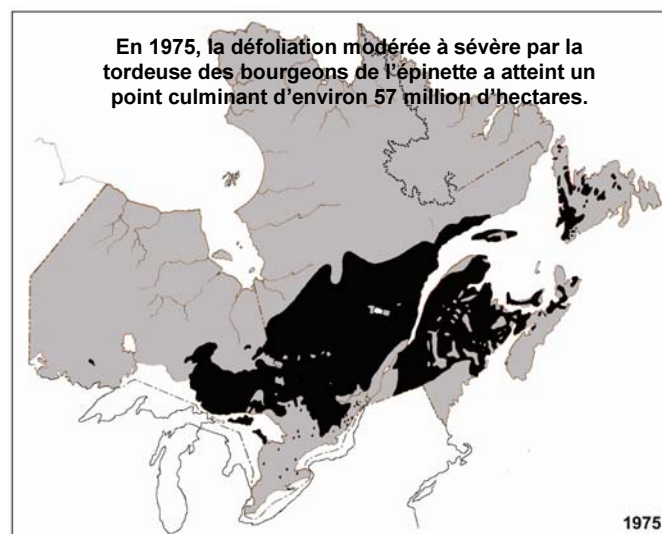 En 1975, la défoliation modérée à sévère par la
tordeuse des bourgeons de l'épinette a atteint un
point culminant d'environ 57 million d'hectares.
1975